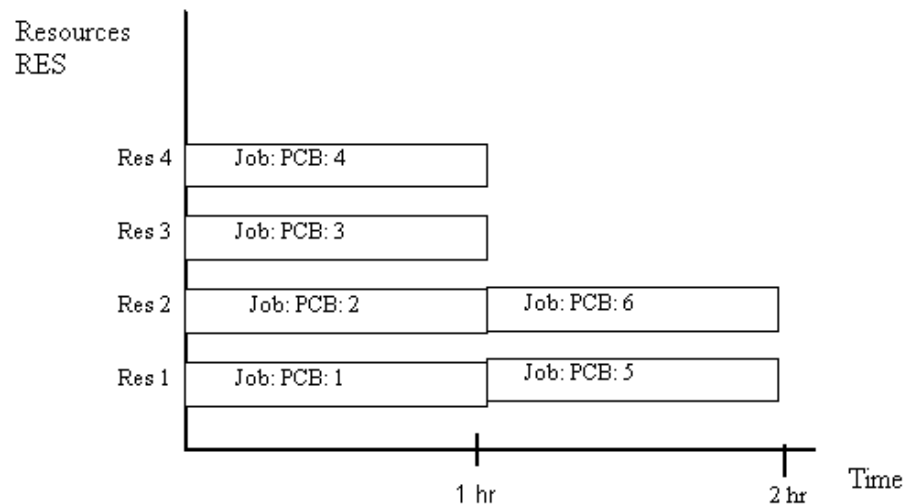 Resources
RES
Res 4 Job: PCB: 4
Res 3 Job: PCB: 3
Res 2 Job: PCB: 2 Job: PCB: 6
Res 1 Job: PCB: 1 Job: PCB: 5
1 hr 2 hr Time